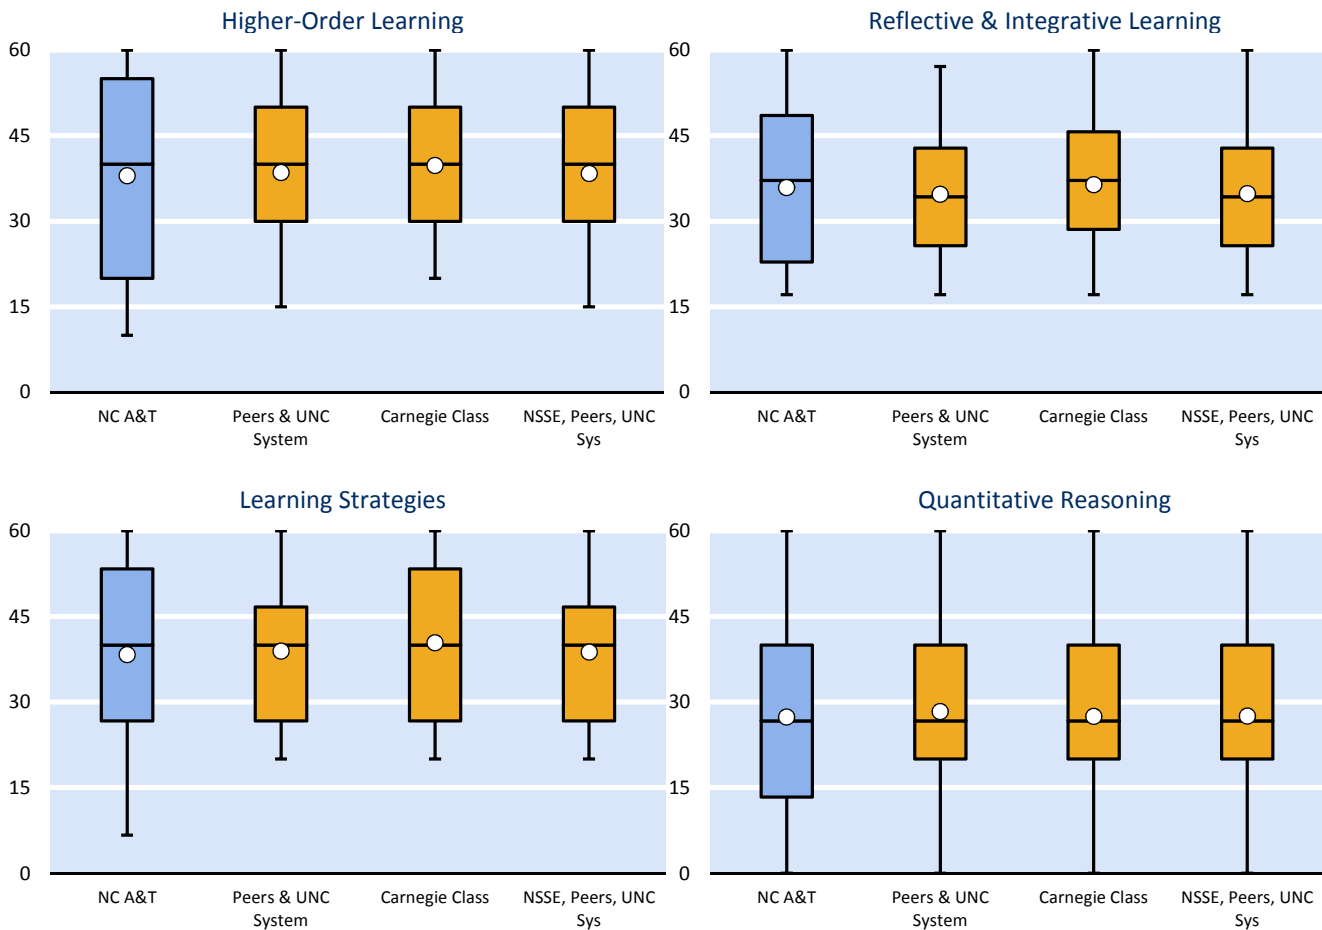 Higher-Order Learning
60
45
30
15
0
NC A&T
Peers & UNC
System
Carnegie Class
NSSE, Peers, UNC
Sys
Reflective & Integrative Learning
60
45
30
15
0
NC A&T
Peers & UNC
System
Carnegie Class
NSSE, Peers, UNC
Sys
Learning Strategies
60
45
30
15
0
NC A&T
Peers & UNC
System
Carnegie Class
NSSE, Peers, UNC
Sys
Quantitative Reasoning
60
45
30
15
0
NC A&T
Peers & UNC
System
Carnegie Class
NSSE, Peers, UNC
Sys